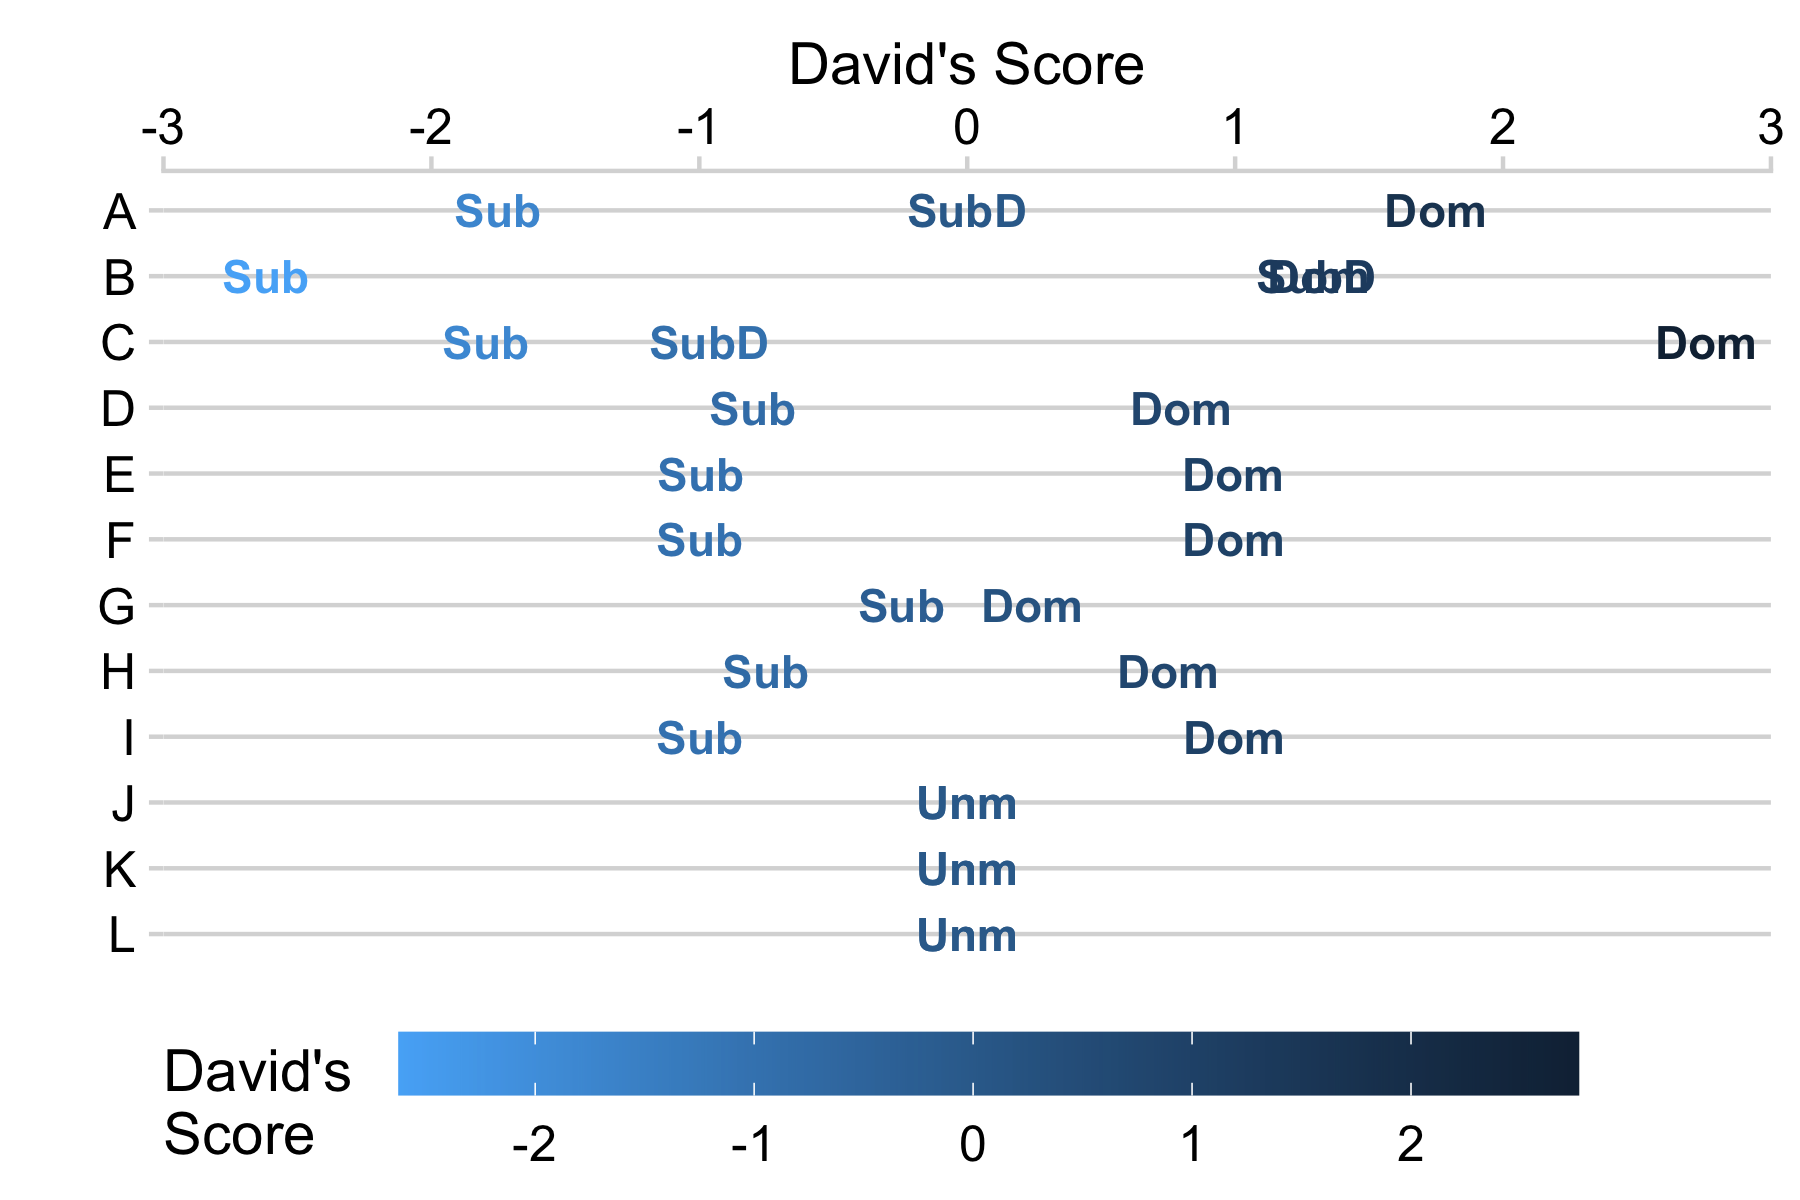 David's Score
-3 -2 -1 0 1 2 3
A Sub SubD Dom
B Sub SubD Dom
C Sub SubD Dom
D Sub Dom
E Sub Dom
F Sub Dom
G Sub Dom
H Sub Dom
I Sub Dom
J Unm
K Unm
L Unm
David's
Score
-2 -1 0 1 2